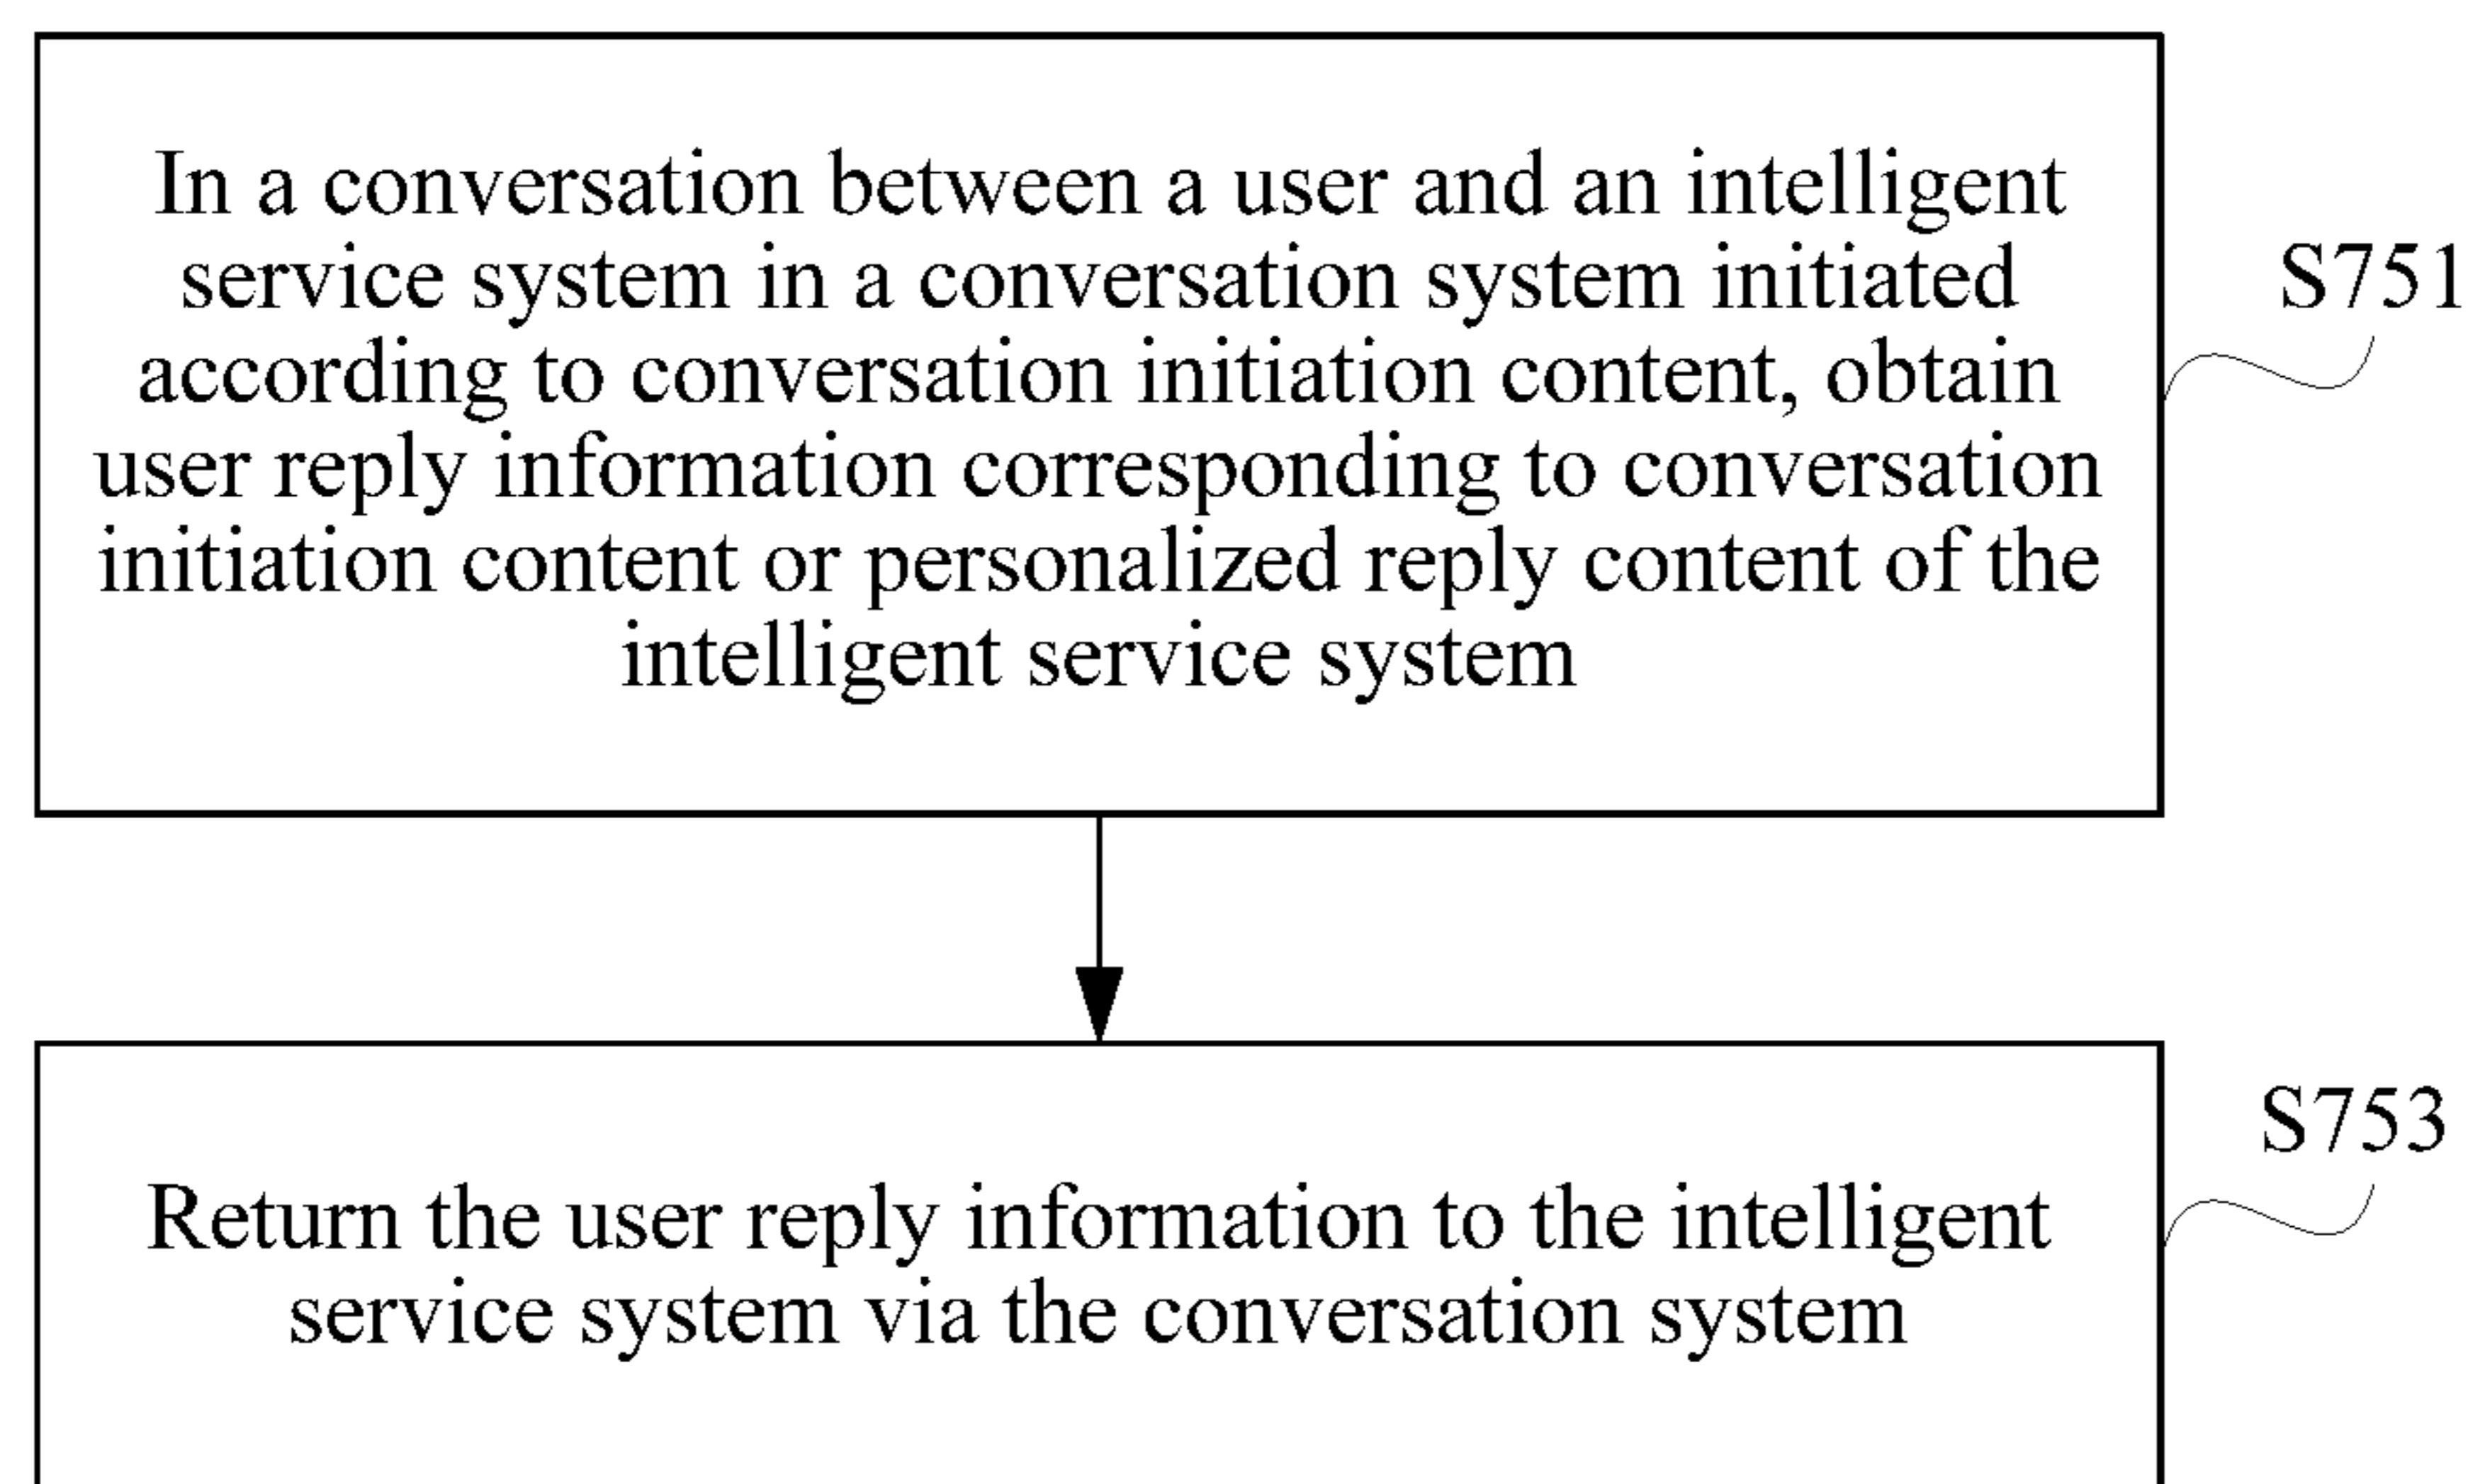 In a conversation between a user and an intelligent
service system in a conversation system initiated
according to conversation initiation content, obtain
user reply information corresponding to conversation
initiation content or personalized reply content of the
intelligent service system
S751
Return the user reply information to the intelligent
service system via the conversation system
S753